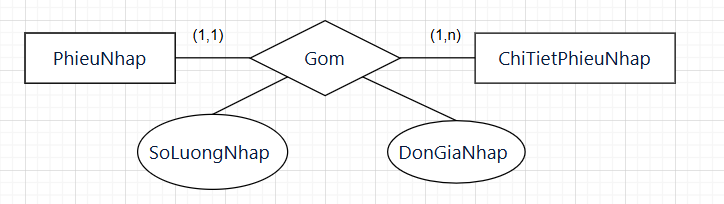 (1,1)
(1,n)
PhieuNhap
Gom
ChiTietPhieuNhap
SoLuongNhap
DonGiaNhap